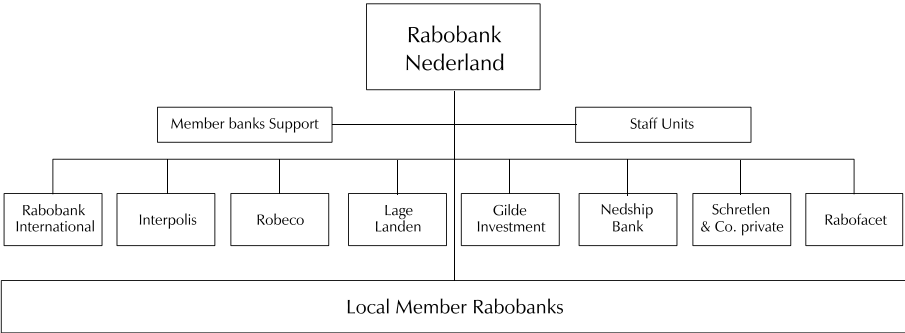 Rabobank
Nederland
Member banks Support
Staff Units
Rabobank
International
Interpolis
Robeco
Lage
Landen
Gilde
Investment
Nedship
Bank
Schretlen
& Co. private
Rabofacet
Local Member Rabobanks